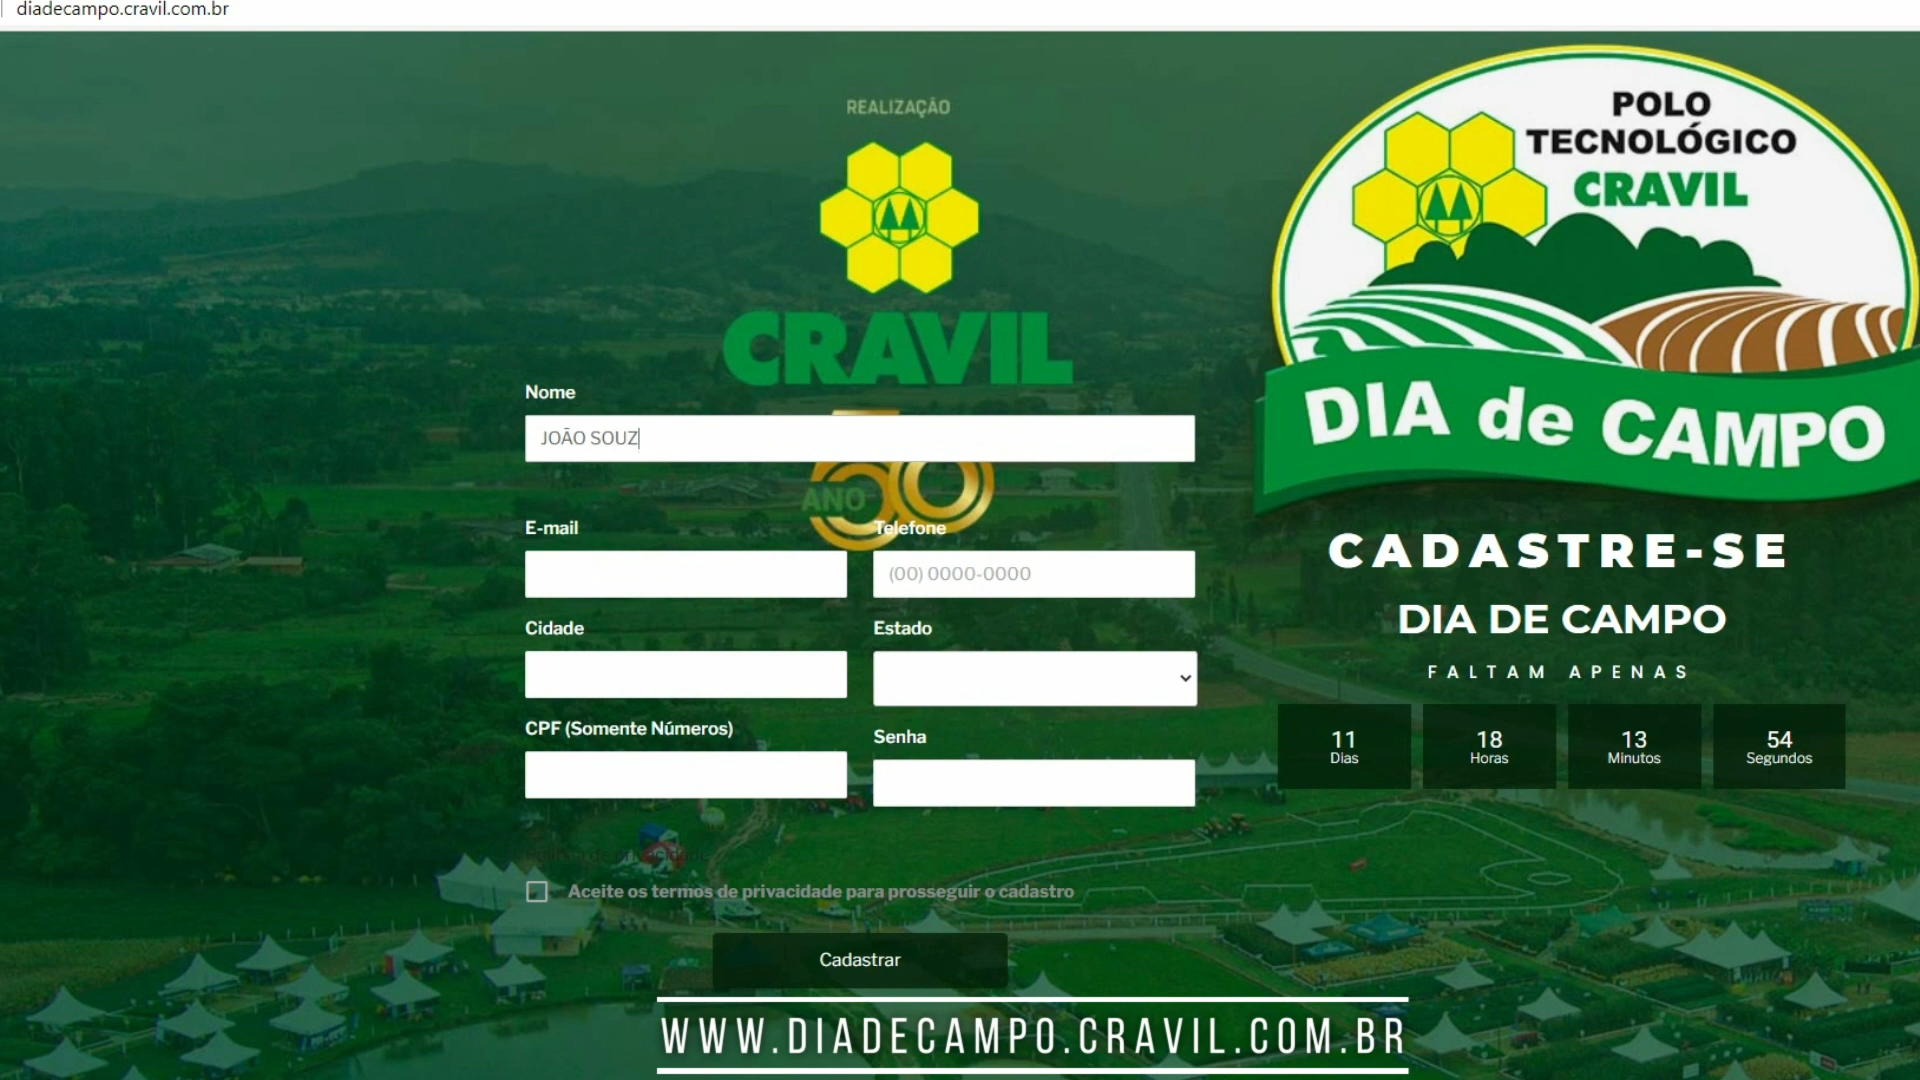 diadecampo.cravil.com.br
REALIZAÇÃO
CRAVIL
ANO
50
Nome
JOÃO SOUZ
E-mail
Telefone
(00) 0000-0000
Cidade
Estado
CPF (Somente Números)
Senha
Aceite os termos de privacidade para prosseguir o cadastro
Cadastrar
POLO
TECNOLÓGICO
CRAVIL
DIA de CAMPO
CADASTRE-SE
DIA DE CAMPO
FALTAM APENAS
11
Dias
18
Horas
13
Minutos
54
Segundos
WWW.DIADECAMPO.CRAVIL.COM.BR